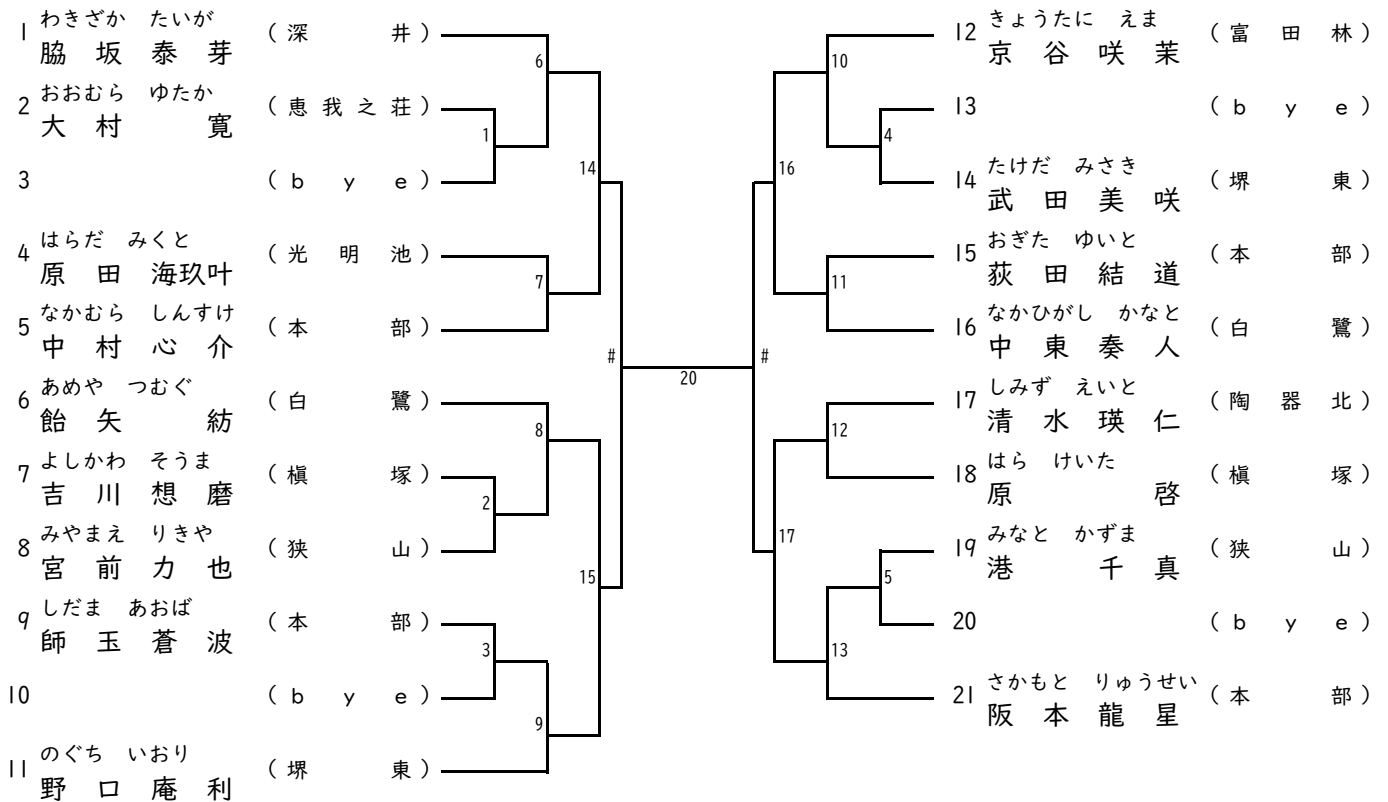 わきざか たいが
1 脇坂泰芽 (深井)
おおむら ゆたか
2 大村 寛 (恵我之荘)
3 (bye)
はらだ みくと
4 原田海玖叶 (光明池)
なかむら しんすけ
5 中村心介 (本部)
あめや つむぐ
6 飴矢 紡 (白鷺)
よしかわ そうま
7 吉川想磨 (槇塚)
みやまえ りきや
8 宮前力也 (狭山)
しだま あおば
9 師玉蒼波 (本部)
10 (bye)
のぐち いおり
11 野口庵利 (堺東)
6
1
14
7
#
8
2
15
3
9
20
10
4
16
11
#
12
17
5
13
きょうたに えま
12 京谷咲茉 (富田林)
13 (bye)
たけだ みさき
14 武田美咲 (堺東)
おぎた ゆいと
15 荻田結道 (本部)
なかひがし かなと
16 中東奏人 (白鷺)
しみず えいと
17 清水瑛仁 (陶器北)
はら けいた
18 原 啓 (槇塚)
みなと かずま
19 港 千真 (狭山)
20 (bye)
さかもと りゅうせい
21 阪本龍星 (本部)